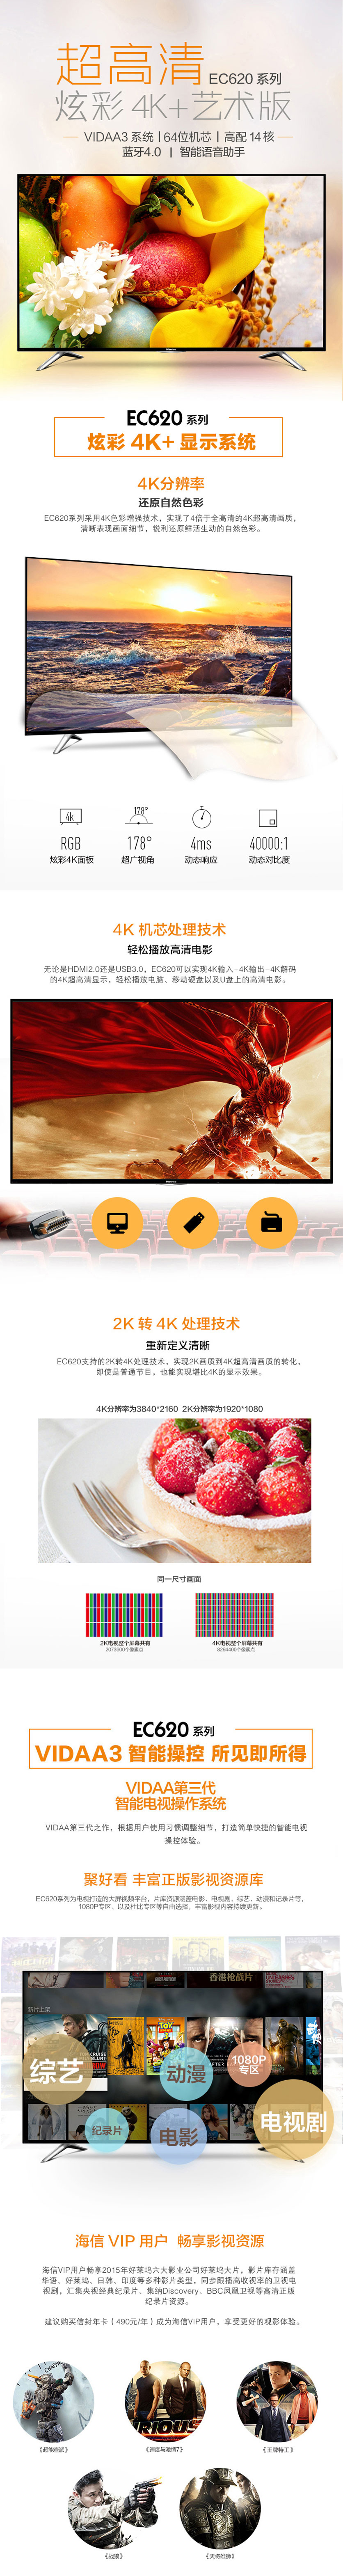 超高清 EC620 系列
炫彩 4K+艺术版
VIDAA3 系统 | 64位机芯 | 高配 14 核
蓝牙4.0 | 智能语音助手
Hisense
EC620 系列
炫彩 4K+ 显示系统
4K分辨率
还原自然色彩
EC620系列采用4K色彩增强技术，实现了4倍于全高清的4K超高清画质，
清晰表现画面细节，锐利还原鲜活生动的自然色彩。
4k
178°
RGB
178°
4ms
40000:1
炫彩4K面板
超广视角
动态响应
动态对比度
4K 机芯处理技术
轻松播放高清电影
无论是HDMI2.0还是USB3.0，EC620可以实现4K输入-4K输出-4K解码
的4K超高清显示，轻松播放电脑、移动硬盘以及U盘上的高清电影。
Hisense
2K 转 4K 处理技术
重新定义清晰
EC620支持的2K转4K处理技术，实现2K画质到4K超高清画质的转化，
即使是普通节目，也能实现堪比4K的显示效果。
4K分辨率为3840*2160 2K分辨率为1920*1080
同一尺寸画面
2K电视整个屏幕共有
2073600个像素点
4K电视整个屏幕共有
8294400个像素点
EC620 系列
VIDAA3 智能操控 所见即所得
VIDAA第三代
智能电视操作系统
VIDAA第三代之作，根据用户使用习惯调整细节，打造简单快捷的智能电视
操控体验。
聚好看 丰富正版影视资源库
EC620系列为电视打造的大屏视频平台，片库资源涵盖电影、电视剧、综艺、动漫和记录片等，
1080P专区、以及杜比专区等自由选择，丰富影视内容持续更新。
香港枪战片
新片上架
TOY
综艺
动漫
1080P
专区
纪录片
电影
电视剧
海信 VIP 用户 畅享影视资源
海信VIP用户畅享2015年好莱坞六大影业公司好莱坞大片，影片库存涵盖
华语、好莱坞、日韩、印度等多种影片类型，同步跟播高收视率的卫视电
视剧，汇集央视经典纪录片、集纳Discovery、BBC凤凰卫视等高清正版
纪录片资源。
建议购买信射年卡（490元/年）成为海信VIP用户，享受更好的观影体验。
RIOUS
《超能查派》
《速度与激情7》
《王牌特工》
《战狼》
《天将雄师》